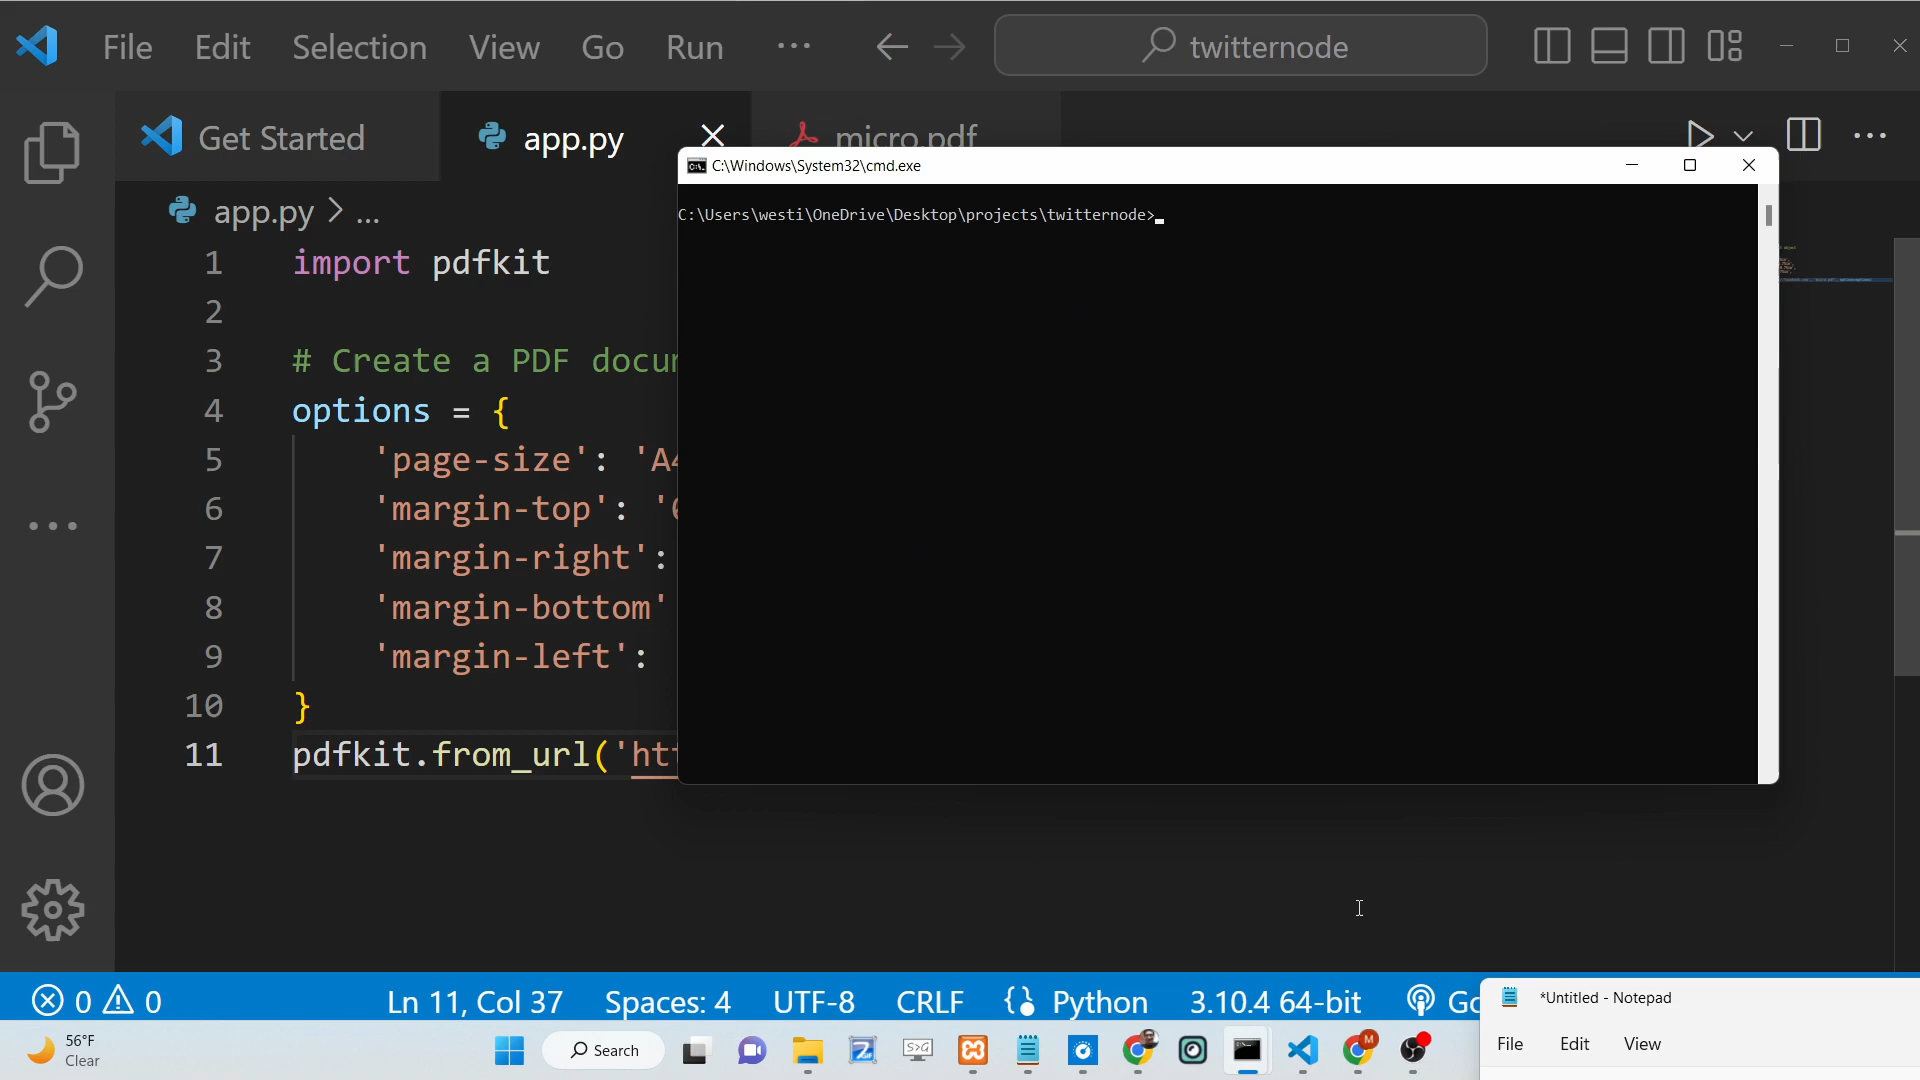 File Edit Selection View Go Run ··· twitternode
Get Started app.py micro.pdf
app.py > ...
C:\Windows\System32\cmd.exe
C:\Users\westi\OneDrive\Desktop\projects\twitternode>
1 import pdfkit
2
3 # Create a PDF docu
4 options = {
5 'page-size': 'A4
6 'margin-top': '
7 'margin-right':
8 'margin-bottom'
9 'margin-left':
10 }
11 pdfkit.from_url('htt
0 0 Ln 11, Col 37 Spaces: 4 UTF-8 CRLF {} Python 3.10.4 64-bit Go
*Untitled - Notepad
File Edit View
56°F
Clear
Search